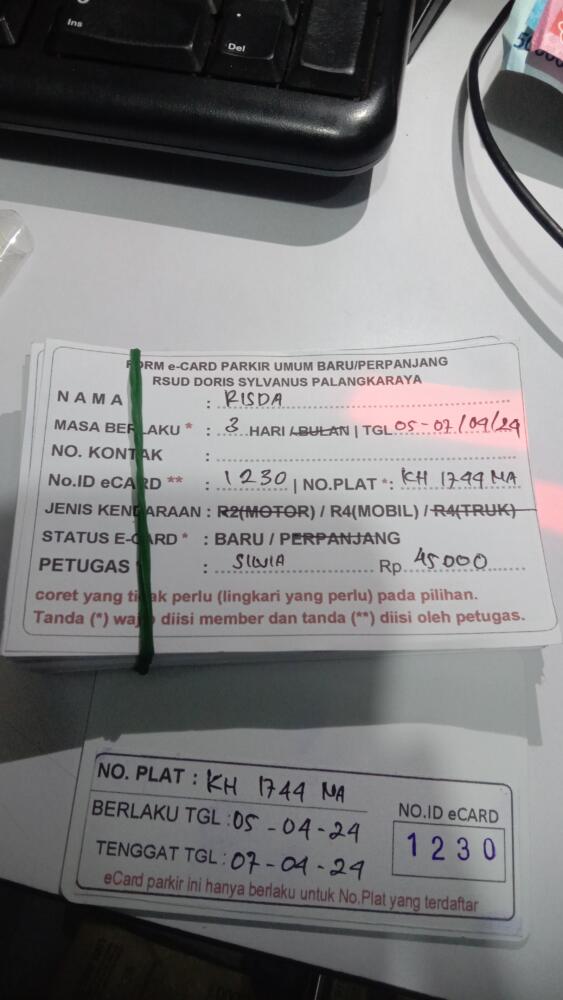 Ins
Del
FORM e-CARD PARKIR UMUM BARU/PERPANJANG
RSUD DORIS SYLVANUS PALANGKARAYA
NAMA : RISDA
MASA BERLAKU * : 3 HARI / BULAN | TGL 05-07/04/24
NO. KONTAK :
No.ID eCARD ** : 1230 | NO.PLAT *: KH 1744 NA
JENIS KENDARAAN : R2(MOTOR) / R4(MOBIL) / R4(TRUK)
STATUS E-CARD * : BARU / PERPANJANG
PETUGAS : SILVIA Rp 45000
coret yang tidak perlu (lingkari yang perlu) pada pilihan.
Tanda (*) wajib diisi member dan tanda (**) diisi oleh petugas.
NO. PLAT : KH 1744 NA
BERLAKU TGL : 05-04-24
TENGGAT TGL : 07-04-24
NO.ID eCARD
1230
eCard parkir ini hanya berlaku untuk No.Plat yang terdaftar